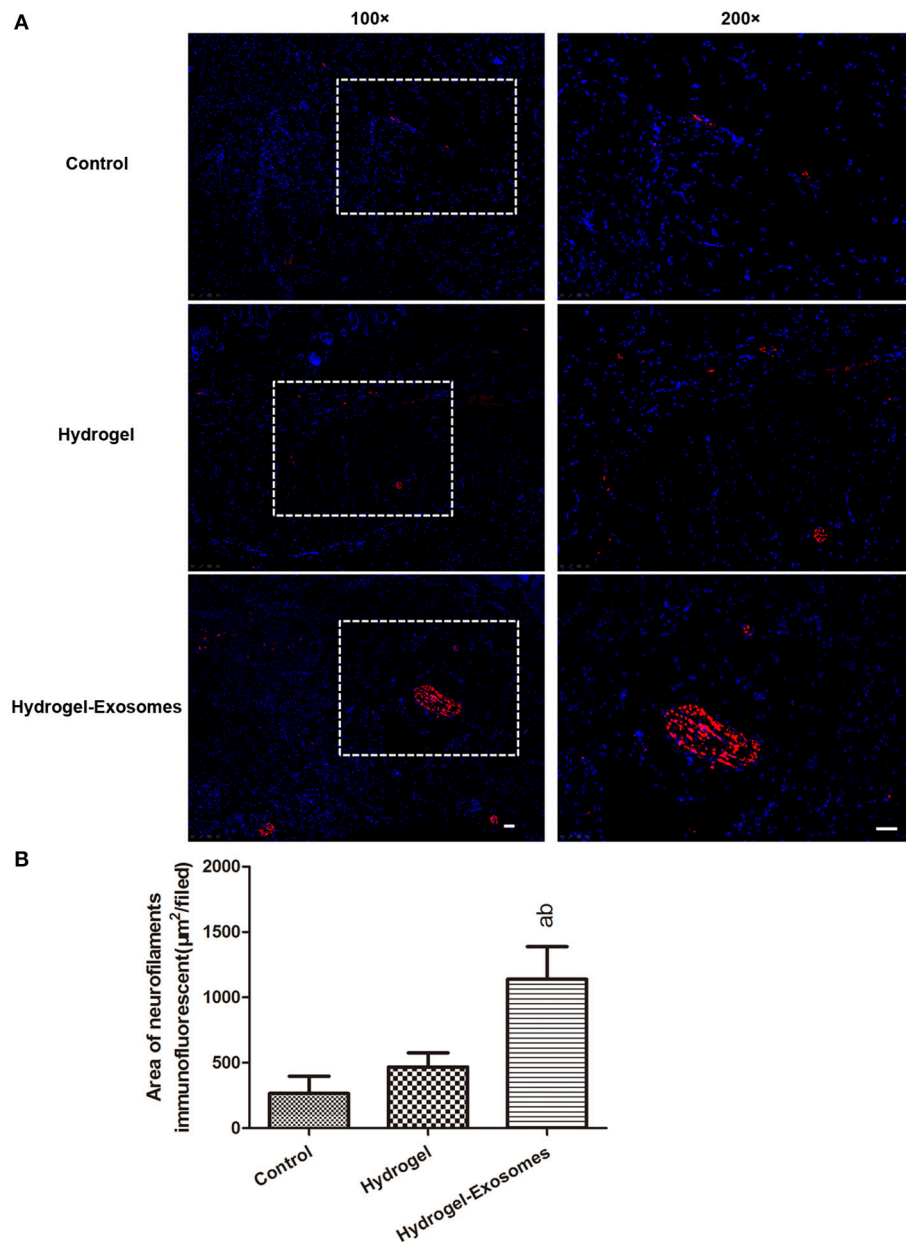 A
100×
200×
Control
Hydrogel
Hydrogel-Exosomes
B
Area of neurofilaments
immunofluorescent(μm²/filed)
2000
1500
1000
500
0
ab
Control
Hydrogel
Hydrogel-Exosomes